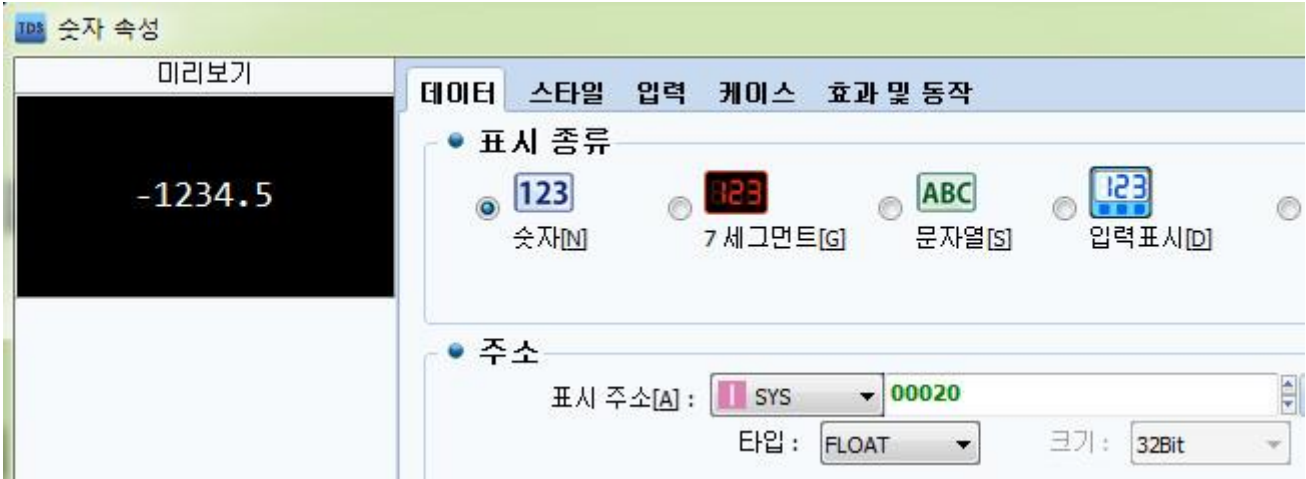 TDS 숫자 속성
미리보기
-1234.5
데이터 스타일 입력 케이스 효과 및 동작
표시 종류
123 123 ABC 123
숫자[N] 7 세그먼트[G] 문자열[S] 입력표시[D]
주소
표시 주소[A] : SYS 00020
타입 : FLOAT 크기 : 32Bit